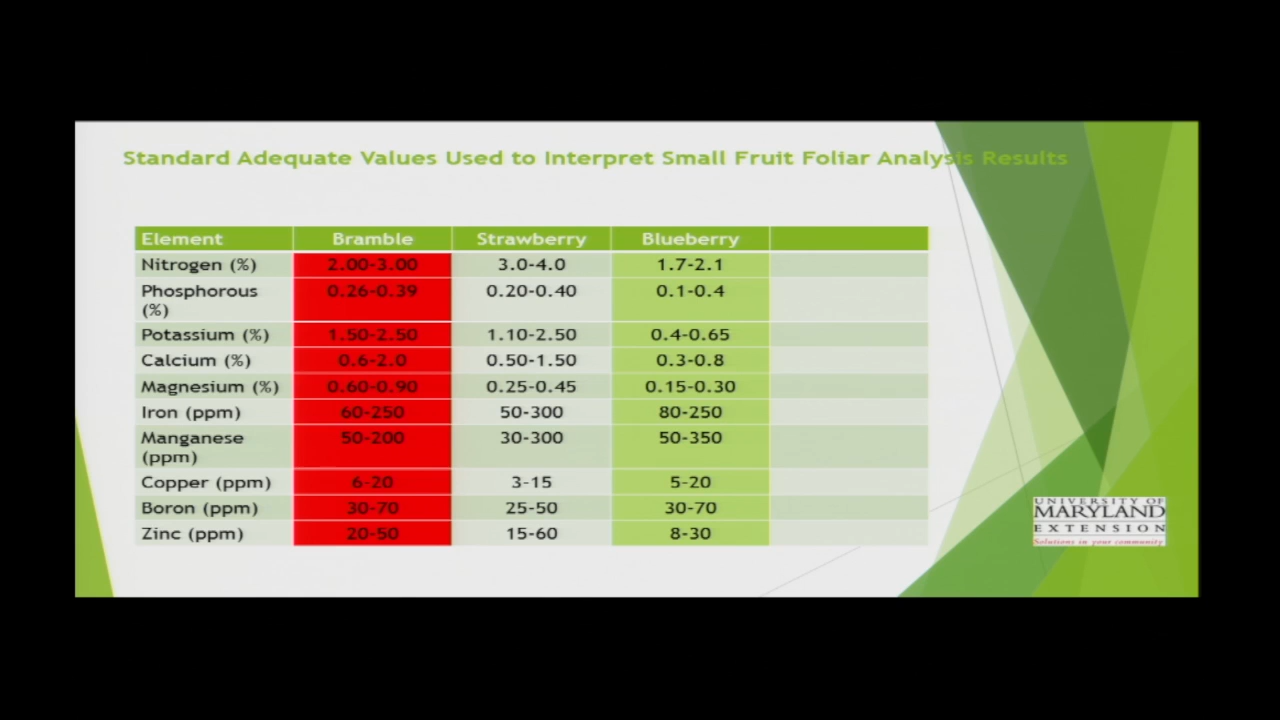 Standard Adequate Values Used to Interpret Small Fruit Foliar Analysis Results
Element Bramble Strawberry Blueberry
Nitrogen (%) 2.00-3.00 3.0-4.0 1.7-2.1
Phosphorous (%) 0.26-0.39 0.20-0.40 0.1-0.4
Potassium (%) 1.50-2.50 1.10-2.50 0.4-0.65
Calcium (%) 0.6-2.0 0.50-1.50 0.3-0.8
Magnesium (%) 0.60-0.90 0.25-0.45 0.15-0.30
Iron (ppm) 60-250 50-300 80-250
Manganese (ppm) 50-200 30-300 50-350
Copper (ppm) 6-20 3-15 5-20
Boron (ppm) 30-70 25-50 30-70
Zinc (ppm) 20-50 15-60 8-30
UNIVERSITY OF
MARYLAND
EXTENSION
Solutions in your community